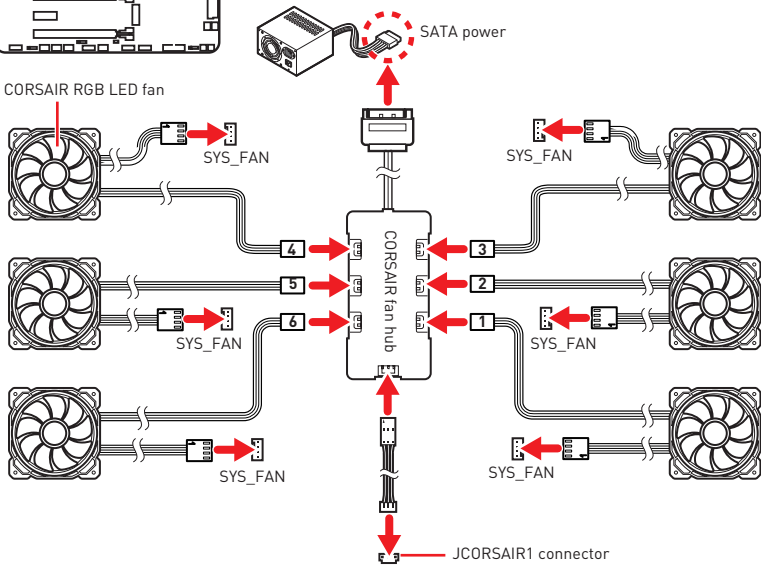 SATA power
CORSAIR RGB LED fan
SYS_FAN
SYS_FAN
4
3
CORSAIR fan hub
5
2
6
1
SYS_FAN
SYS_FAN
SYS_FAN
SYS_FAN
JCORSAIR1 connector